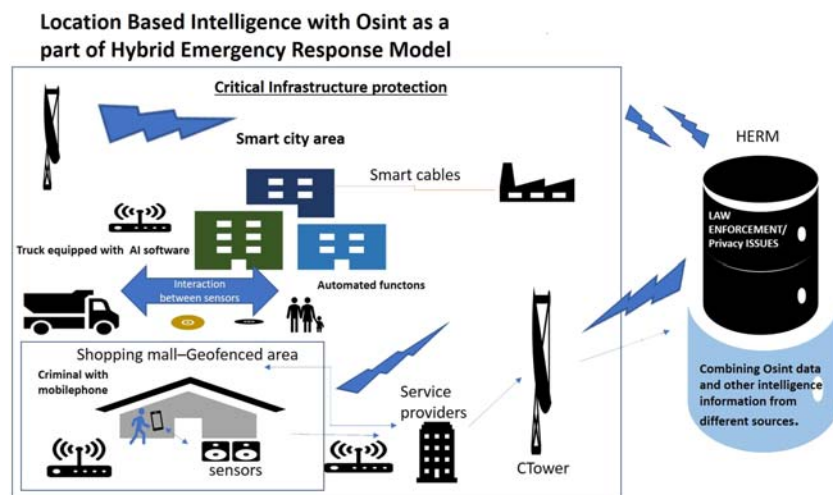 Location Based Intelligence with Osint as a
part of Hybrid Emergency Response Model
Critical Infrastructure protection
Smart city area
Smart cables
HERM
LAW
ENFORCEMENT/
Privacy ISSUES
Truck equipped with AI software
Interaction
between sensors
Automated functons
Shopping mall–Geofenced area
Criminal with
mobilephone
sensors
Service
providers
CTower
Combining Osint data
and other intelligence
information from
different sources.